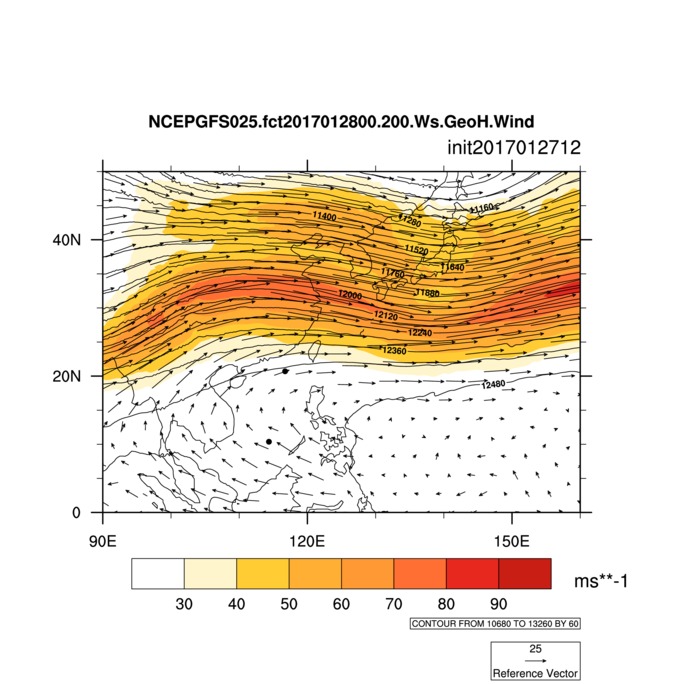 NCEPGFS025.fct2017012800.200.Ws.GeoH.Wind
init2017012712
11160
11400
11280
40N
11520
11640
11760
11880
12000
12120
12240
12360
20N
12480
0
90E 120E 150E
ms**-1
30 40 50 60 70 80 90
CONTOUR FROM 10680 TO 13260 BY 60
25
Reference Vector